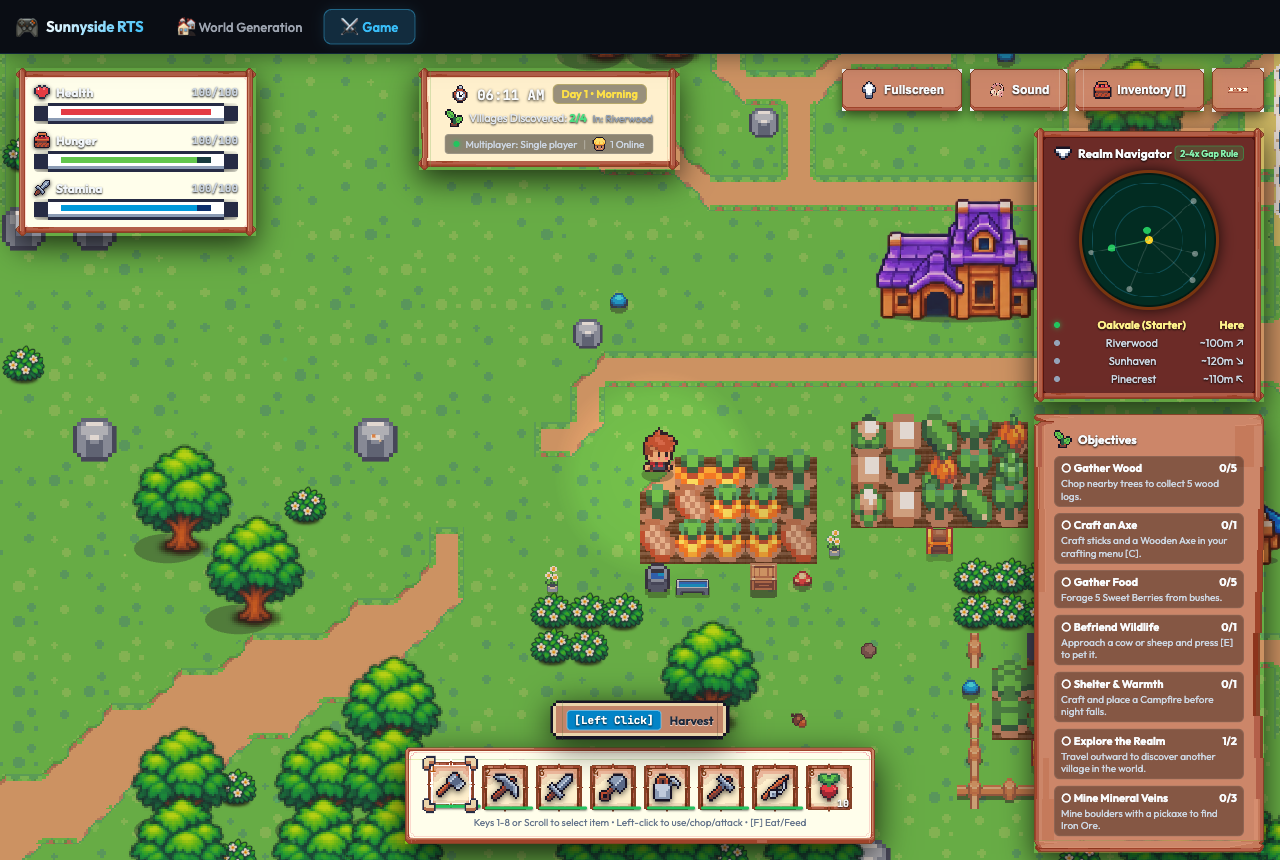 Sunnyside RTS
World Generation
Game
Health 100/100
Hunger 100/100
Stamina 100/100
06:11 AM Day 1 • Morning
Villages Discovered: 2/4 In: Riverwood
Multiplayer: Single player | 1 Online
Fullscreen
Sound
Inventory [I]
Realm Navigator 2-4x Gap Rule
Oakvale (Starter) Here
Riverwood ~100m ↗
Sunhaven ~120m ↘
Pinecrest ~110m ↖
Objectives
Gather Wood 0/5
Chop nearby trees to collect 5 wood
logs.
Craft an Axe 0/1
Craft sticks and a Wooden Axe in your
crafting menu [C].
Gather Food 0/5
Forage 5 Sweet Berries from bushes.
Befriend Wildlife 0/1
Approach a cow or sheep and press [E]
to pet it.
Shelter & Warmth 0/1
Craft and place a Campfire before
night falls.
Explore the Realm 1/2
Travel outward to discover another
village in the world.
Mine Mineral Veins 0/3
Mine boulders with a pickaxe to find
Iron Ore.
[Left Click] Harvest
10
Keys 1-8 or Scroll to select item • Left-click to use/chop/attack • [F] Eat/Feed